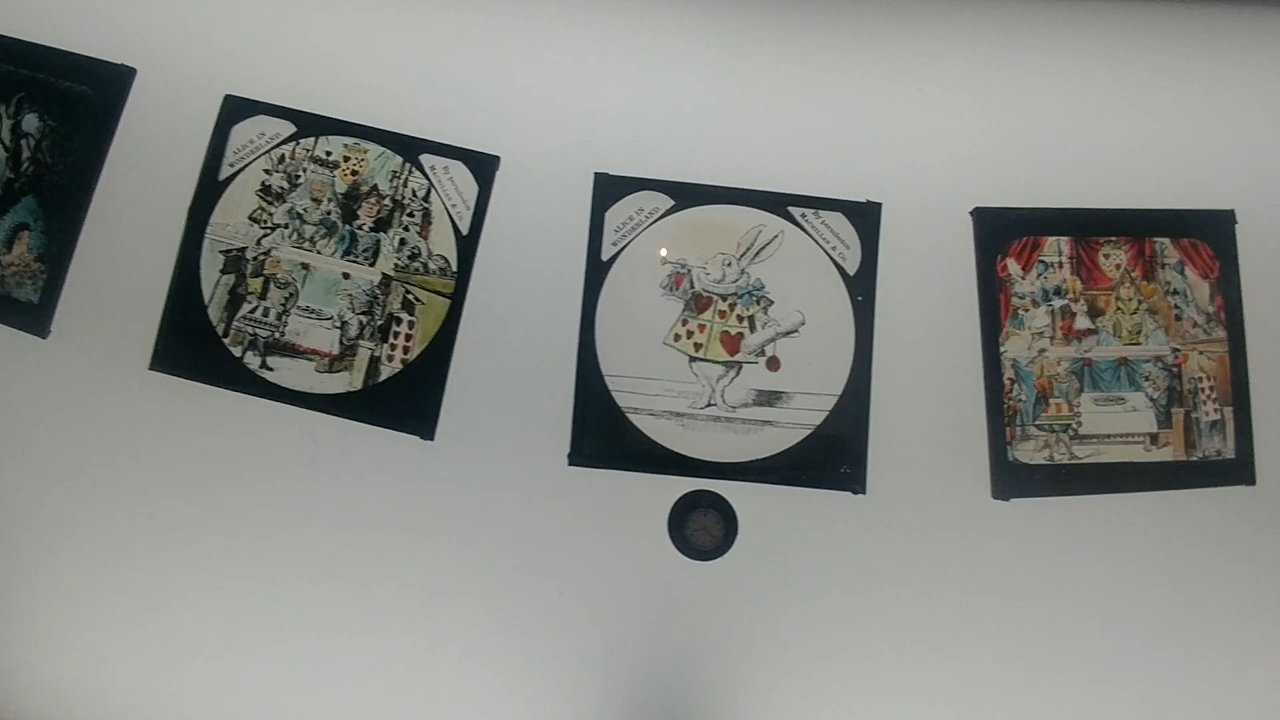 ALICE IN
WONDERLAND.
By permission
MACMILLAN & Co.
ALICE IN
WONDERLAND.
By permission
MACMILLAN & Co.